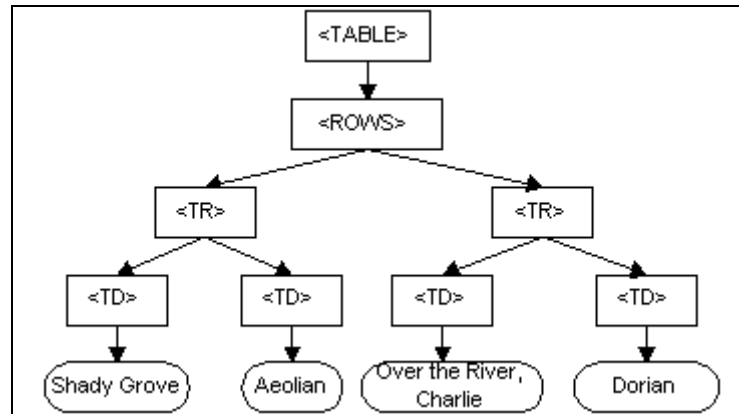 <TABLE>
<ROWS>
<TR>
<TR>
<TD>
<TD>
<TD>
<TD>
Shady Grove
Aeolian
Over the River,
Charlie
Dorian